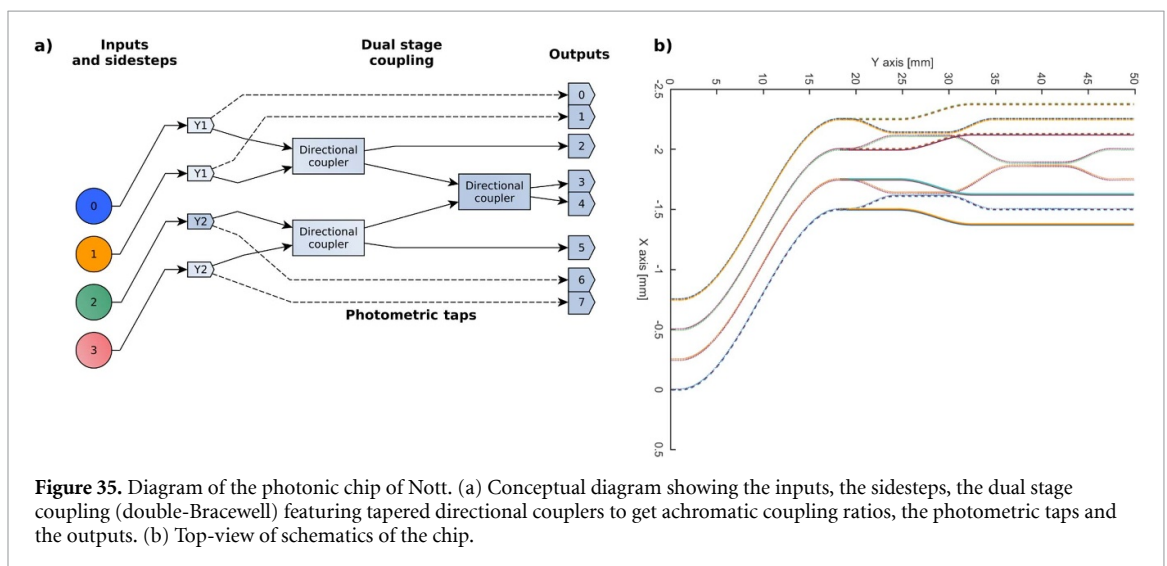 a)
Inputs
and sidesteps
Dual stage
coupling
Outputs
0
1
2
3
Y1
Y1
Y2
Y2
Directional
coupler
Directional
coupler
Directional
coupler
0
1
2
3
4
5
6
7
Photometric taps
b)
Y axis [mm]
0
5
10
15
20
25
30
35
40
45
50
-2.5
-2
-1.5
-1
-0.5
0
0.5
X axis [mm]
Figure 35. Diagram of the photonic chip of Nott. (a) Conceptual diagram showing the inputs, the sidesteps, the dual stage
coupling (double-Bracewell) featuring tapered directional couplers to get achromatic coupling ratios, the photometric taps and
the outputs. (b) Top-view of schematics of the chip.